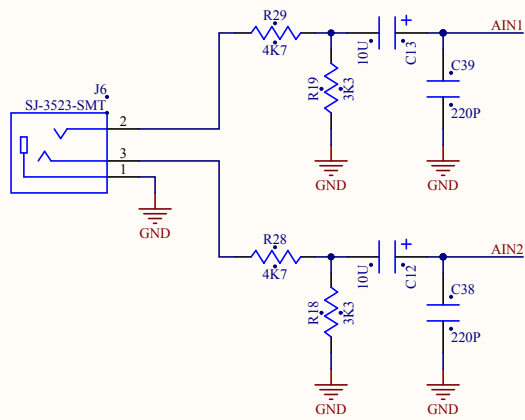 R29
4K7
R19
3K3
10U
C13
AIN1
C39
220P
GND
GND
J6
SJ-3523-SMT
2
3
1
GND
R28
4K7
R18
3K3
10U
C12
AIN2
C38
220P
GND
GND